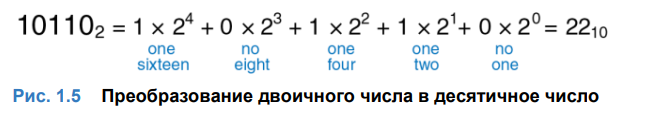 10110₂ = 1 × 2⁴ + 0 × 2³ + 1 × 2² + 1 × 2¹+ 0 × 2⁰ = 22₁₀
one no one one no
sixteen eight four two one
Рис. 1.5 Преобразование двоичного числа в десятичное число